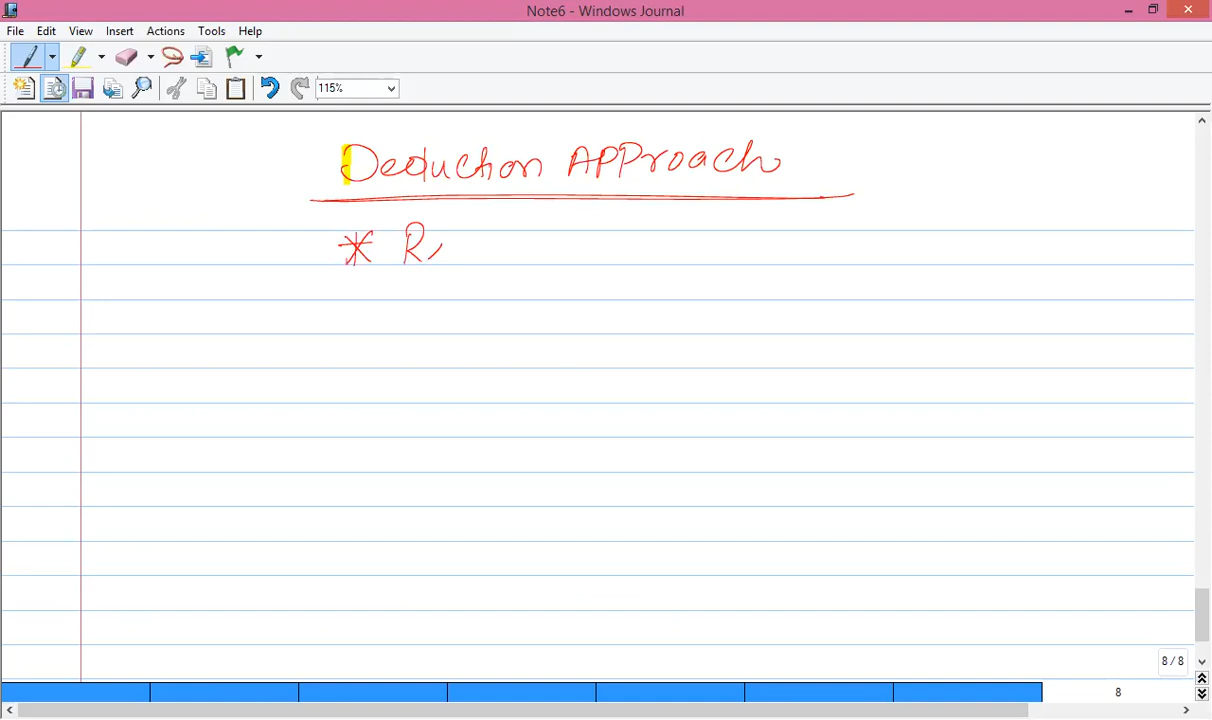 Note6 - Windows Journal
File Edit View Insert Actions Tools Help
115%
Deduction APProach
* R,
8 / 8
8